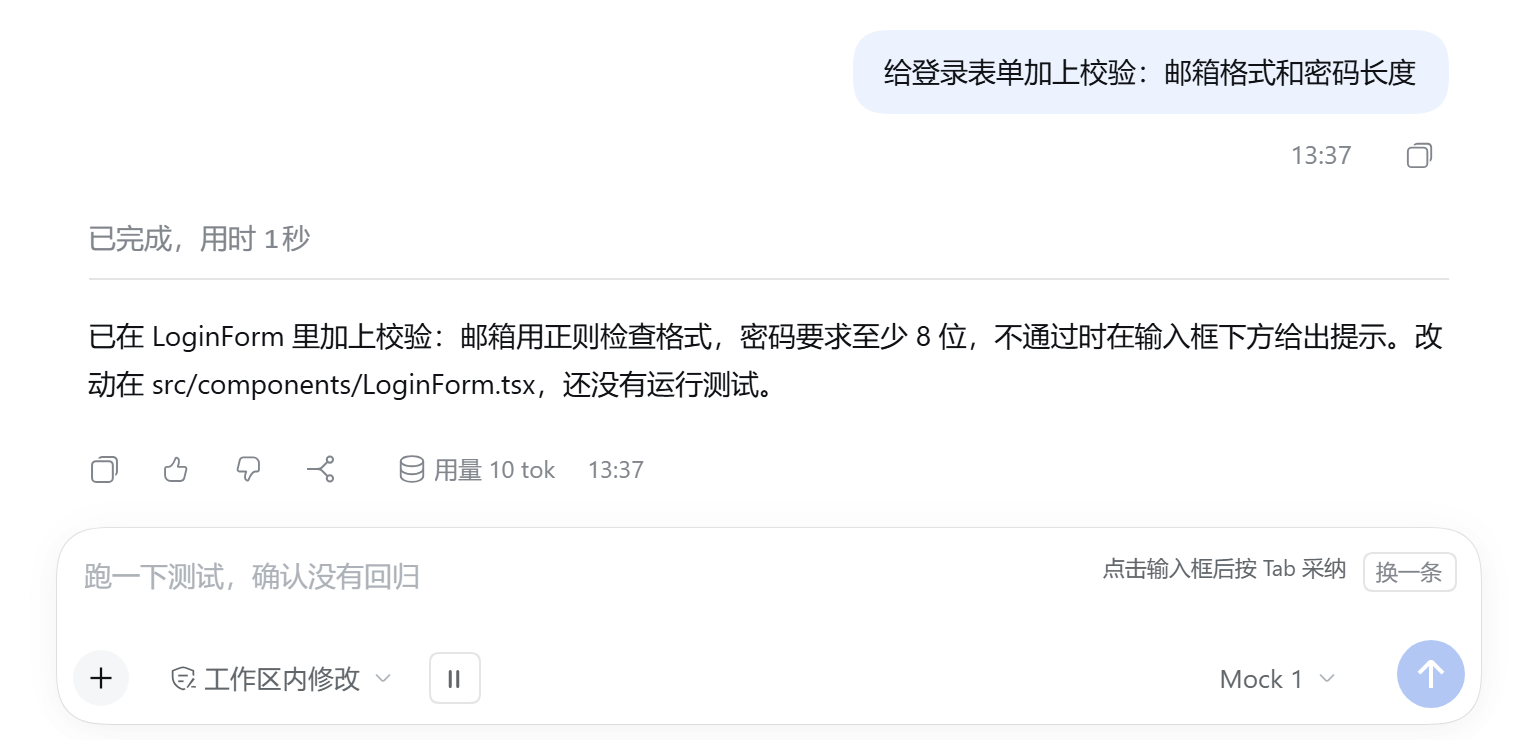 给登录表单加上校验：邮箱格式和密码长度
13:37
已完成，用时 1秒
已在 LoginForm 里加上校验：邮箱用正则检查格式，密码要求至少 8 位，不通过时在输入框下方给出提示。改
动在 src/components/LoginForm.tsx，还没有运行测试。
用量 10 tok 13:37
跑一下测试，确认没有回归
点击输入框后按 Tab 采纳 换一条
工作区内修改
Mock 1